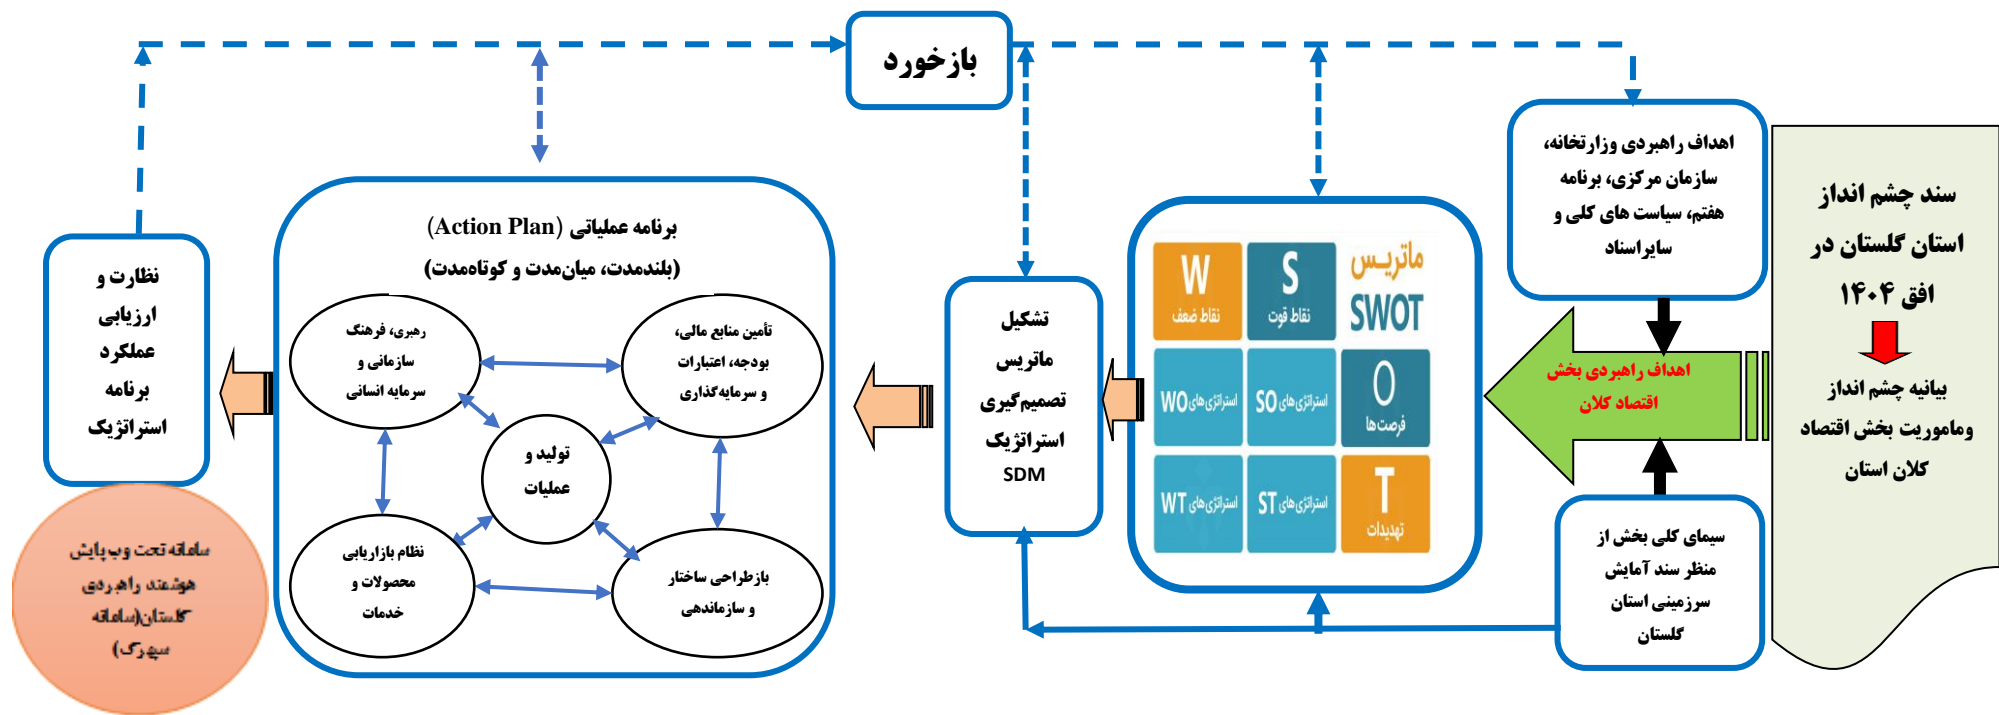 بازخورد
سند چشم انداز
استان گلستان در
افق ۱۴۰۴
بیانیه چشم انداز
وماموریت بخش اقتصاد
کلان استان
اهداف راهبردی وزارتخانه،
سازمان مرکزی، برنامه
هفتم، سیاست های کلی و
سایراسناد
اهداف راهبردی بخش
اقتصاد کلان
سیمای کلی بخش از
منظر سند آمایش
سرزمینی استان
گلستان
ماتریس
SWOT
S
نقاط قوت
W
نقاط ضعف
O
فرصت ها
استراتژی های SO
استراتژی های WO
T
تهدیدات
استراتژی های ST
استراتژی های WT
تشکیل
ماتریس
تصمیم‌گیری
استراتژیک
SDM
برنامه عملیاتی (Action Plan)
(بلندمدت، میان‌مدت و کوتاه‌مدت)
تأمین منابع مالی،
بودجه، اعتبارات
و سرمایه‌گذاری
رهبری، فرهنگ
سازمانی و
سرمایه انسانی
تولید و
عملیات
بازطراحی ساختار
و سازماندهی
نظام بازاریابی
محصولات و
خدمات
نظارت و
ارزیابی
عملکرد
برنامه
استراتژیک
سامانه تحت وب پایش
هوشمند راهبردی
گلستان(سامانه
سپهرک)